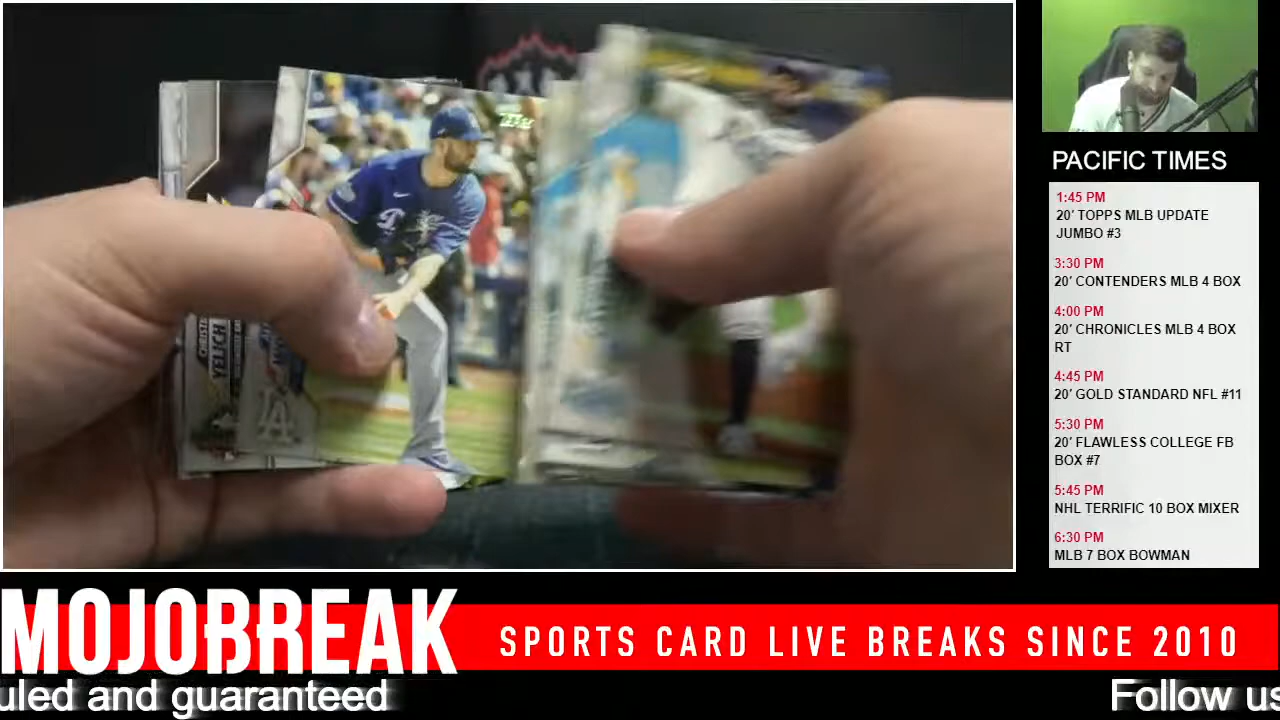 PACIFIC TIMES
1:45 PM
20' TOPPS MLB UPDATE
JUMBO #3
3:30 PM
20' CONTENDERS MLB 4 BOX
4:00 PM
20' CHRONICLES MLB 4 BOX
RT
4:45 PM
20' GOLD STANDARD NFL #11
5:30 PM
20' FLAWLESS COLLEGE FB
BOX #7
5:45 PM
NHL TERRIFIC 10 BOX MIXER
6:30 PM
MLB 7 BOX BOWMAN
CHRISTIAN
YELICH
LA
MOJOBREAK
SPORTS CARD LIVE BREAKS SINCE 2010
uled and guaranteed
Follow us